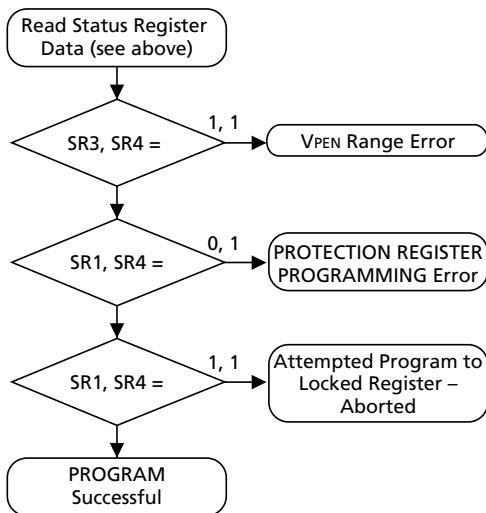 Read Status Register
Data (see above)
1, 1
SR3, SR4 =
VPEN Range Error
0, 1
SR1, SR4 =
PROTECTION REGISTER
PROGRAMMING Error
1, 1
SR1, SR4 =
Attempted Program to
Locked Register –
Aborted
PROGRAM
Successful